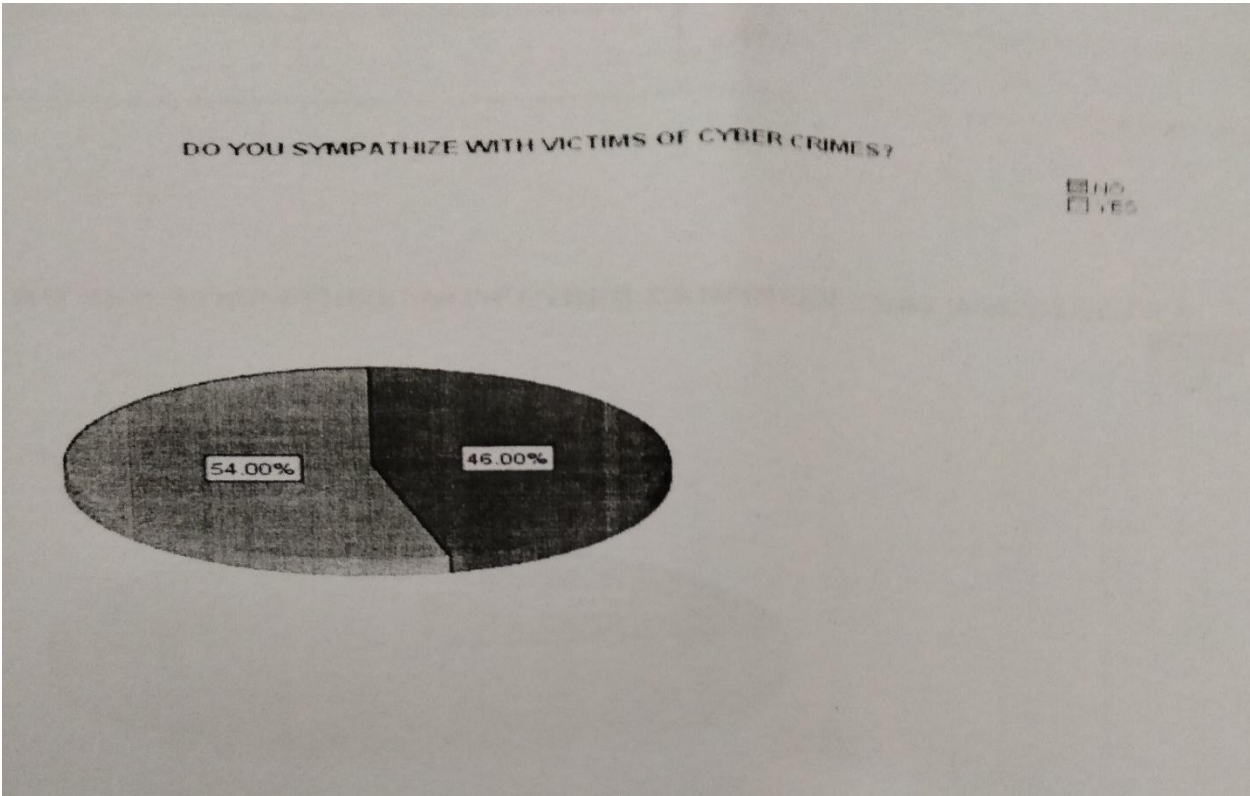 DO YOU SYMPATHIZE WITH VICTIMS OF CYBER CRIMES?
NO
YES
54.00%
46.00%